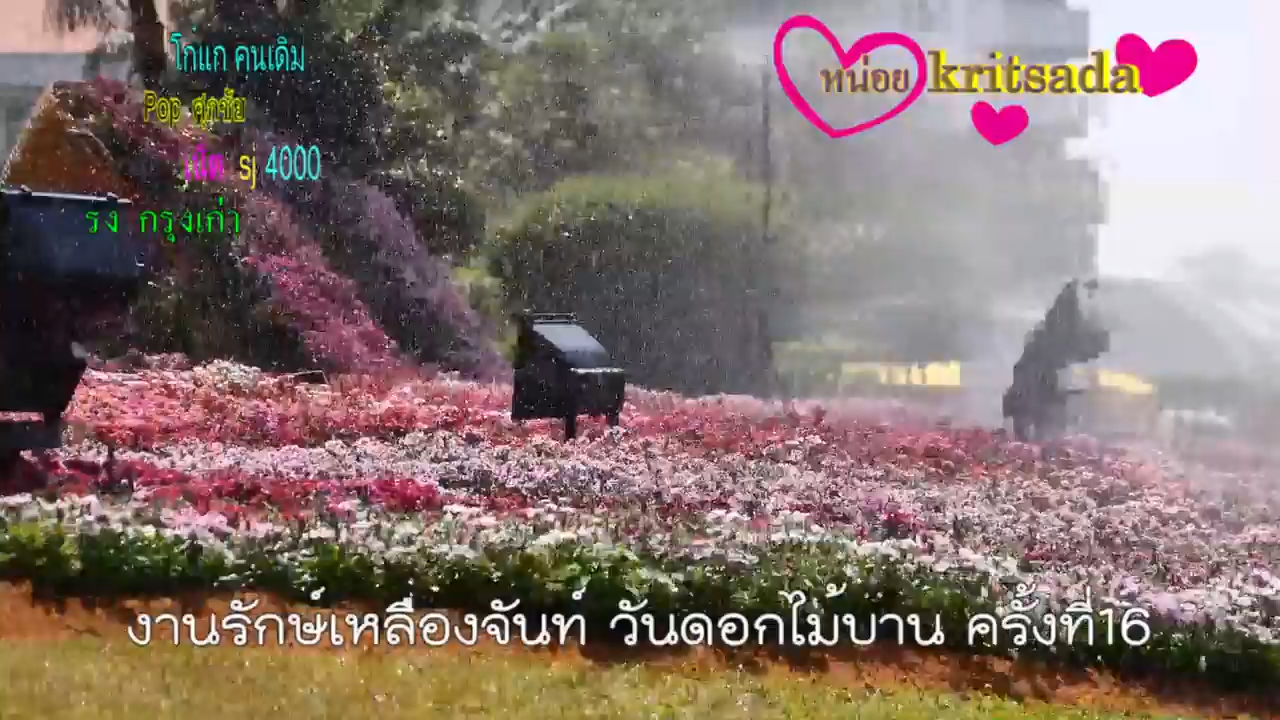 โก๋แก คนเดิม
Pop ศุภชัย
sj 4000
รง กรุงเก่า
หน่อย kritsada
งานรักษ์เหลืองจันท์ วันดอกไม้บาน ครั้งที่16